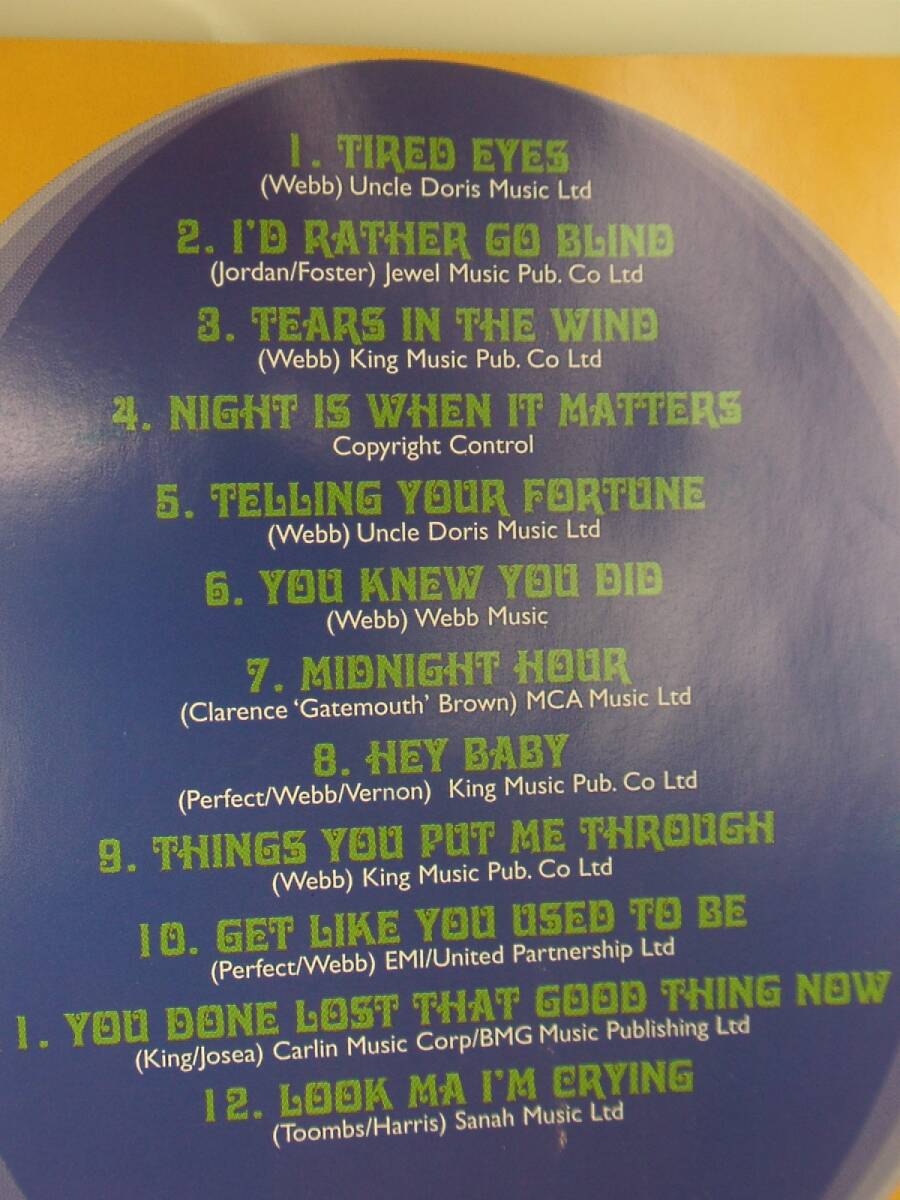 1. TIRED EYES
(Webb) Uncle Doris Music Ltd
2. I'D RATHER GO BLIND
(Jordan/Foster) Jewel Music Pub. Co Ltd
3. TEARS IN THE WIND
(Webb) King Music Pub. Co Ltd
4. NIGHT IS WHEN IT MATTERS
Copyright Control
5. TELLING YOUR FORTUNE
(Webb) Uncle Doris Music Ltd
6. YOU KNEW YOU DID
(Webb) Webb Music
7. MIDNIGHT HOUR
(Clarence 'Gatemouth' Brown) MCA Music Ltd
8. HEY BABY
(Perfect/Webb/Vernon) King Music Pub. Co Ltd
9. THINGS YOU PUT ME THROUGH
(Webb) King Music Pub. Co Ltd
10. GET LIKE YOU USED TO BE
(Perfect/Webb) EMI/United Partnership Ltd
1. YOU DONE LOST THAT GOOD THING NOW
(King/Josea) Carlin Music Corp/BMG Music Publishing Ltd
12. LOOK MA I'M CRYING
(Toombs/Harris) Sanah Music Ltd